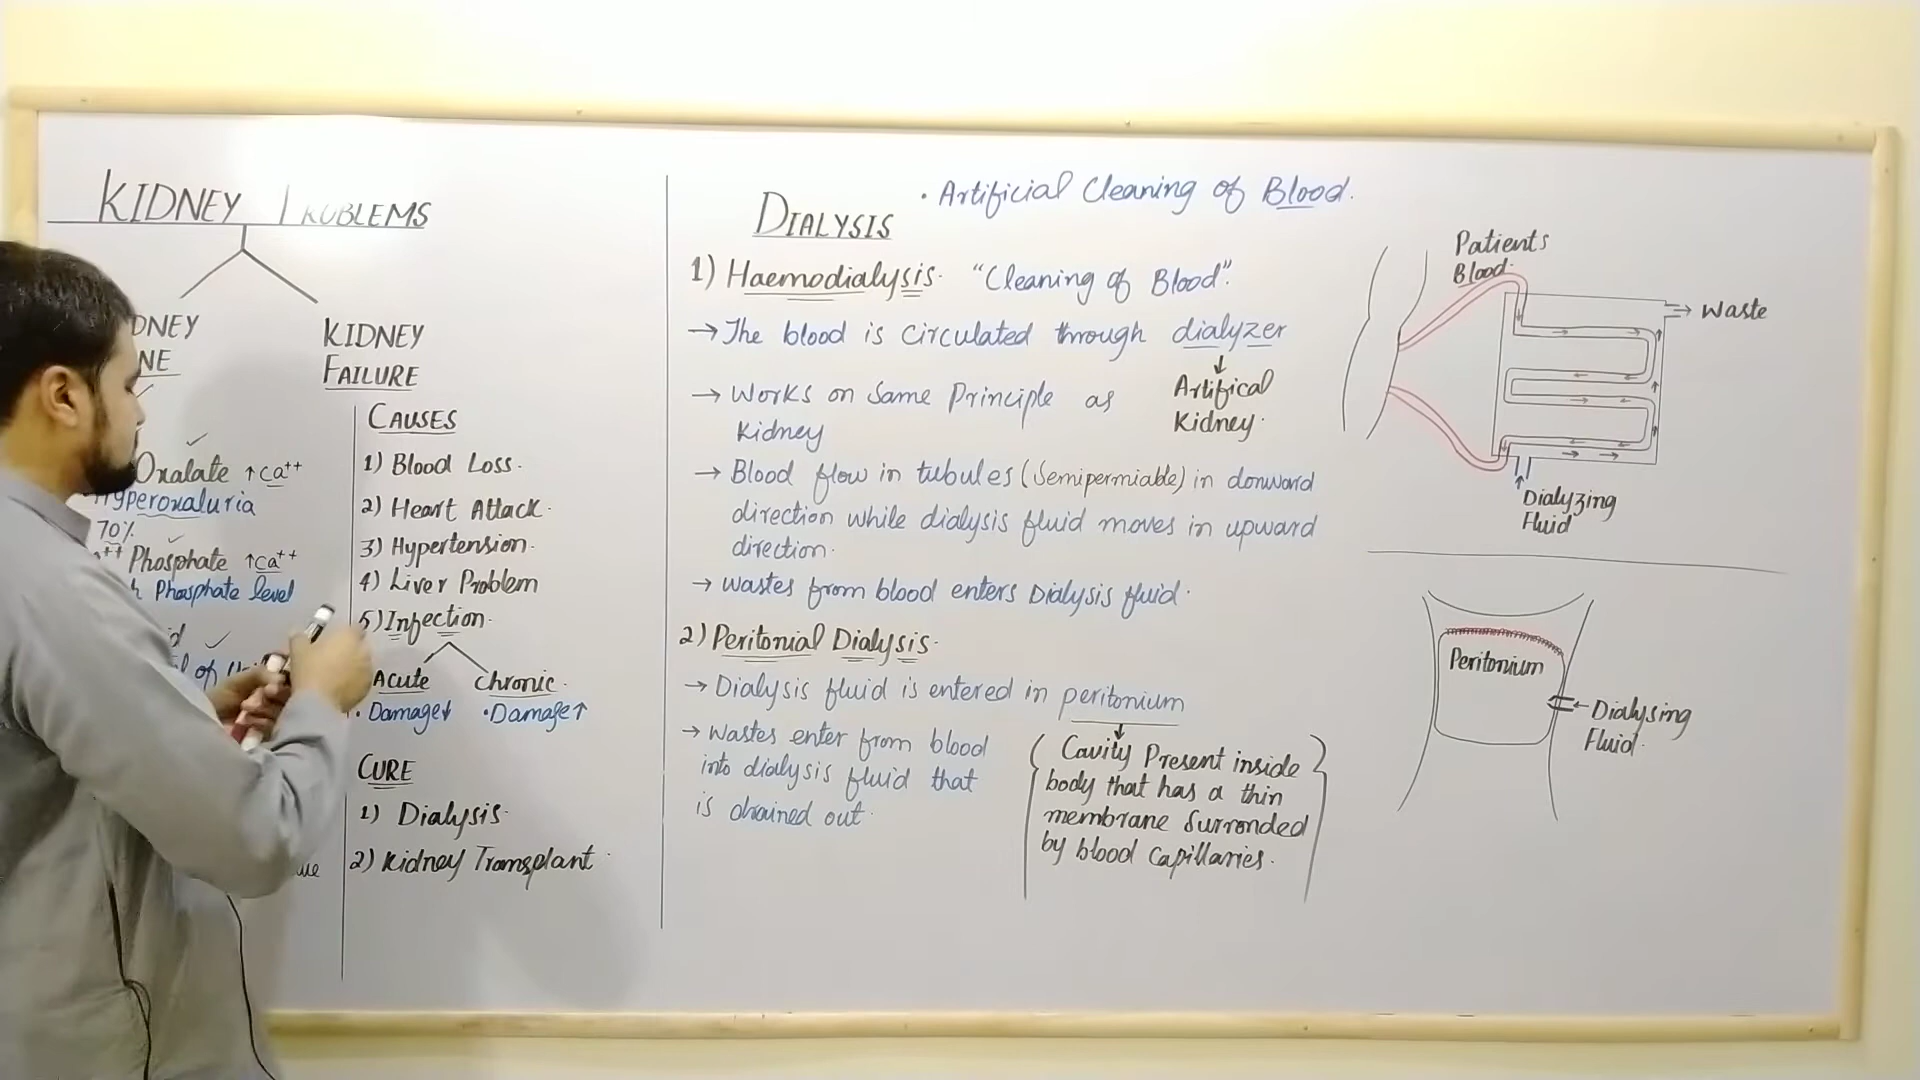 KIDNEY PROBLEMS
KIDNEY
FAILURE
Oxalate ↑Ca++
Hyperoxaluria
70%
++ Phosphate ↑Ca++
Phosphate level
of
CAUSES
1) Blood Loss.
2) Heart Attack.
3) Hypertension.
4) Liver Problem
5) Infection.
Acute chronic.
• Damage↓ • Damage↑
CURE
1) Dialysis.
2) Kidney Transplant.
DIALYSIS
• Artificial Cleaning of Blood.
1) Haemodialysis. "Cleaning of Blood".
→ The blood is circulated through dialyzer
↓
Artifical
Kidney.
→ Works on Same Principle as
Kidney
→ Blood flow in tubules (Semipermiable) in donward
direction while dialysis fluid moves in upward
direction.
→ wastes from blood enters Dialysis fluid.
2) Peritonial Dialysis.
→ Dialysis fluid is entered in peritonium
→ wastes enter from blood
into dialysis fluid that
is drained out.
Cavity Present inside
body that has a thin
membrane Surronded
by blood Capillaries.
Patients
Blood.
→ Waste
Dialyzing
Fluid
Peritonium
←Dialysing
Fluid.